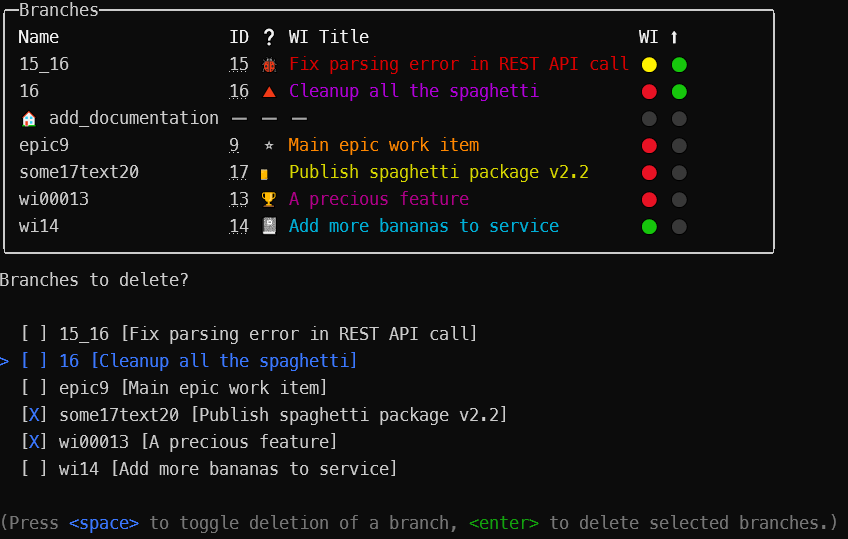 Branches
Name ID ? WI Title WI ↑
15_16 15 Fix parsing error in REST API call
16 16 Cleanup all the spaghetti
add_documentation — — —
epic9 9 Main epic work item
some17text20 17 Publish spaghetti package v2.2
wi00013 13 A precious feature
wi14 14 Add more bananas to service
Branches to delete?
[ ] 15_16 [Fix parsing error in REST API call]
> [ ] 16 [Cleanup all the spaghetti]
[ ] epic9 [Main epic work item]
[X] some17text20 [Publish spaghetti package v2.2]
[X] wi00013 [A precious feature]
[ ] wi14 [Add more bananas to service]
(Press <space> to toggle deletion of a branch, <enter> to delete selected branches.)